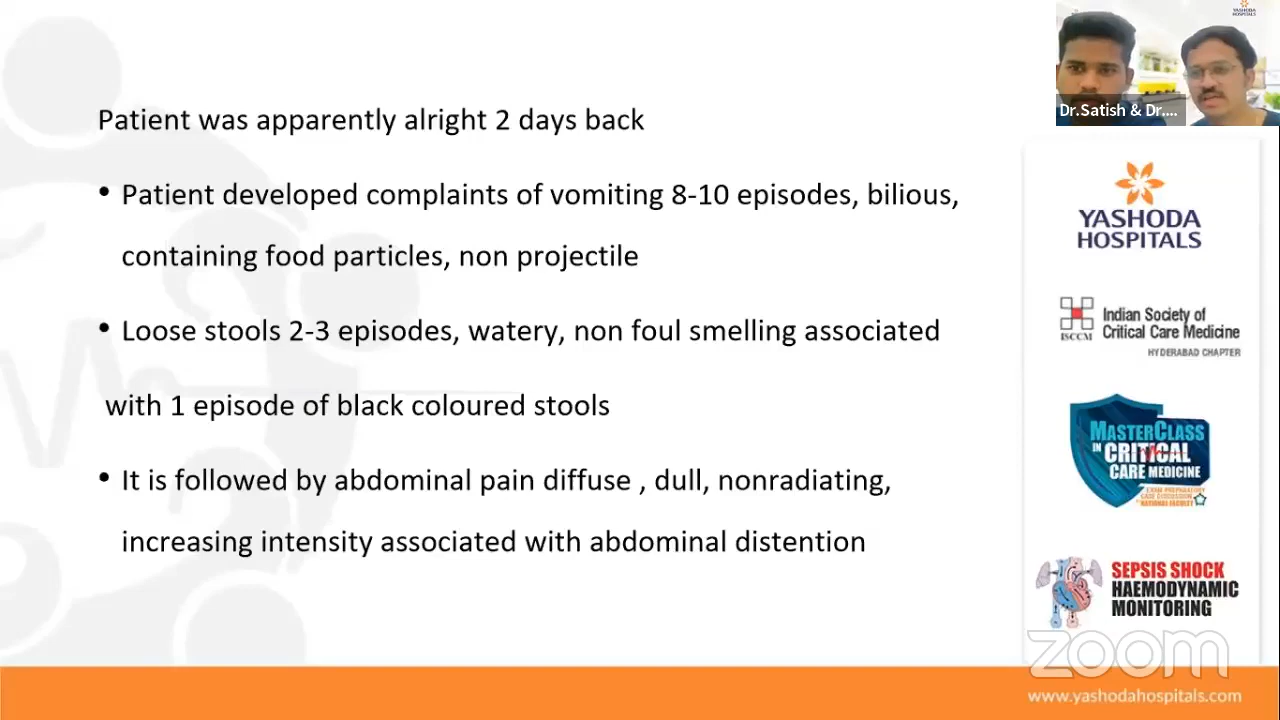 Patient was apparently alright 2 days back
• Patient developed complaints of vomiting 8-10 episodes, bilious,
containing food particles, non projectile
• Loose stools 2-3 episodes, watery, non foul smelling associated
with 1 episode of black coloured stools
• It is followed by abdominal pain diffuse , dull, nonradiating,
increasing intensity associated with abdominal distention
YASHODA
HOSPITALS
Dr.Satish & Dr....
YASHODA
HOSPITALS
ISCCM
Indian Society of
Critical Care Medicine
HYDERABAD CHAPTER
MASTERCLASS
IN CRITICAL
CARE MEDICINE
SEPSIS SHOCK
HAEMODYNAMIC
MONITORING
zoom
www.yashodahospitals.com